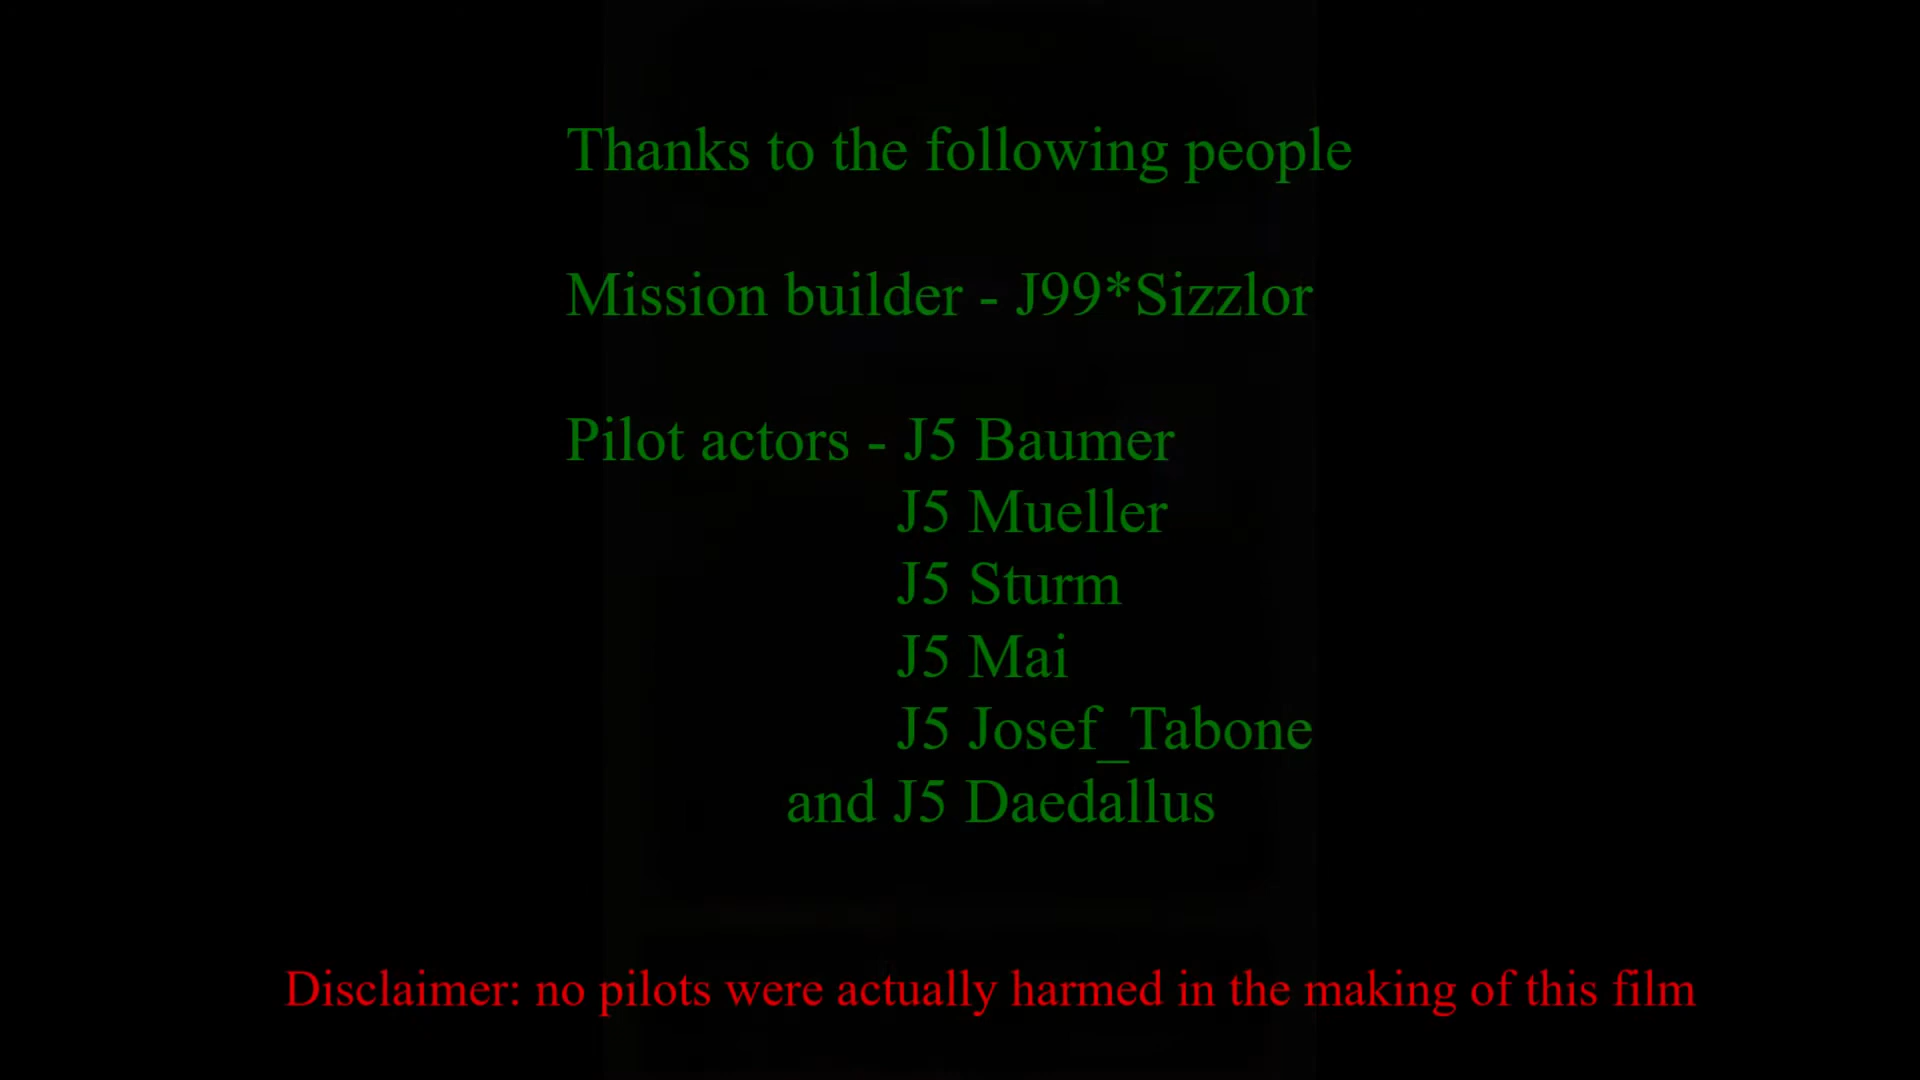 Thanks to the following people
Mission builder - J99*Sizzlor
Pilot actors - J5 Baumer
J5 Mueller
J5 Sturm
J5 Mai
J5 Josef_Tabone
and J5 Daedallus
Disclaimer: no pilots were actually harmed in the making of this film